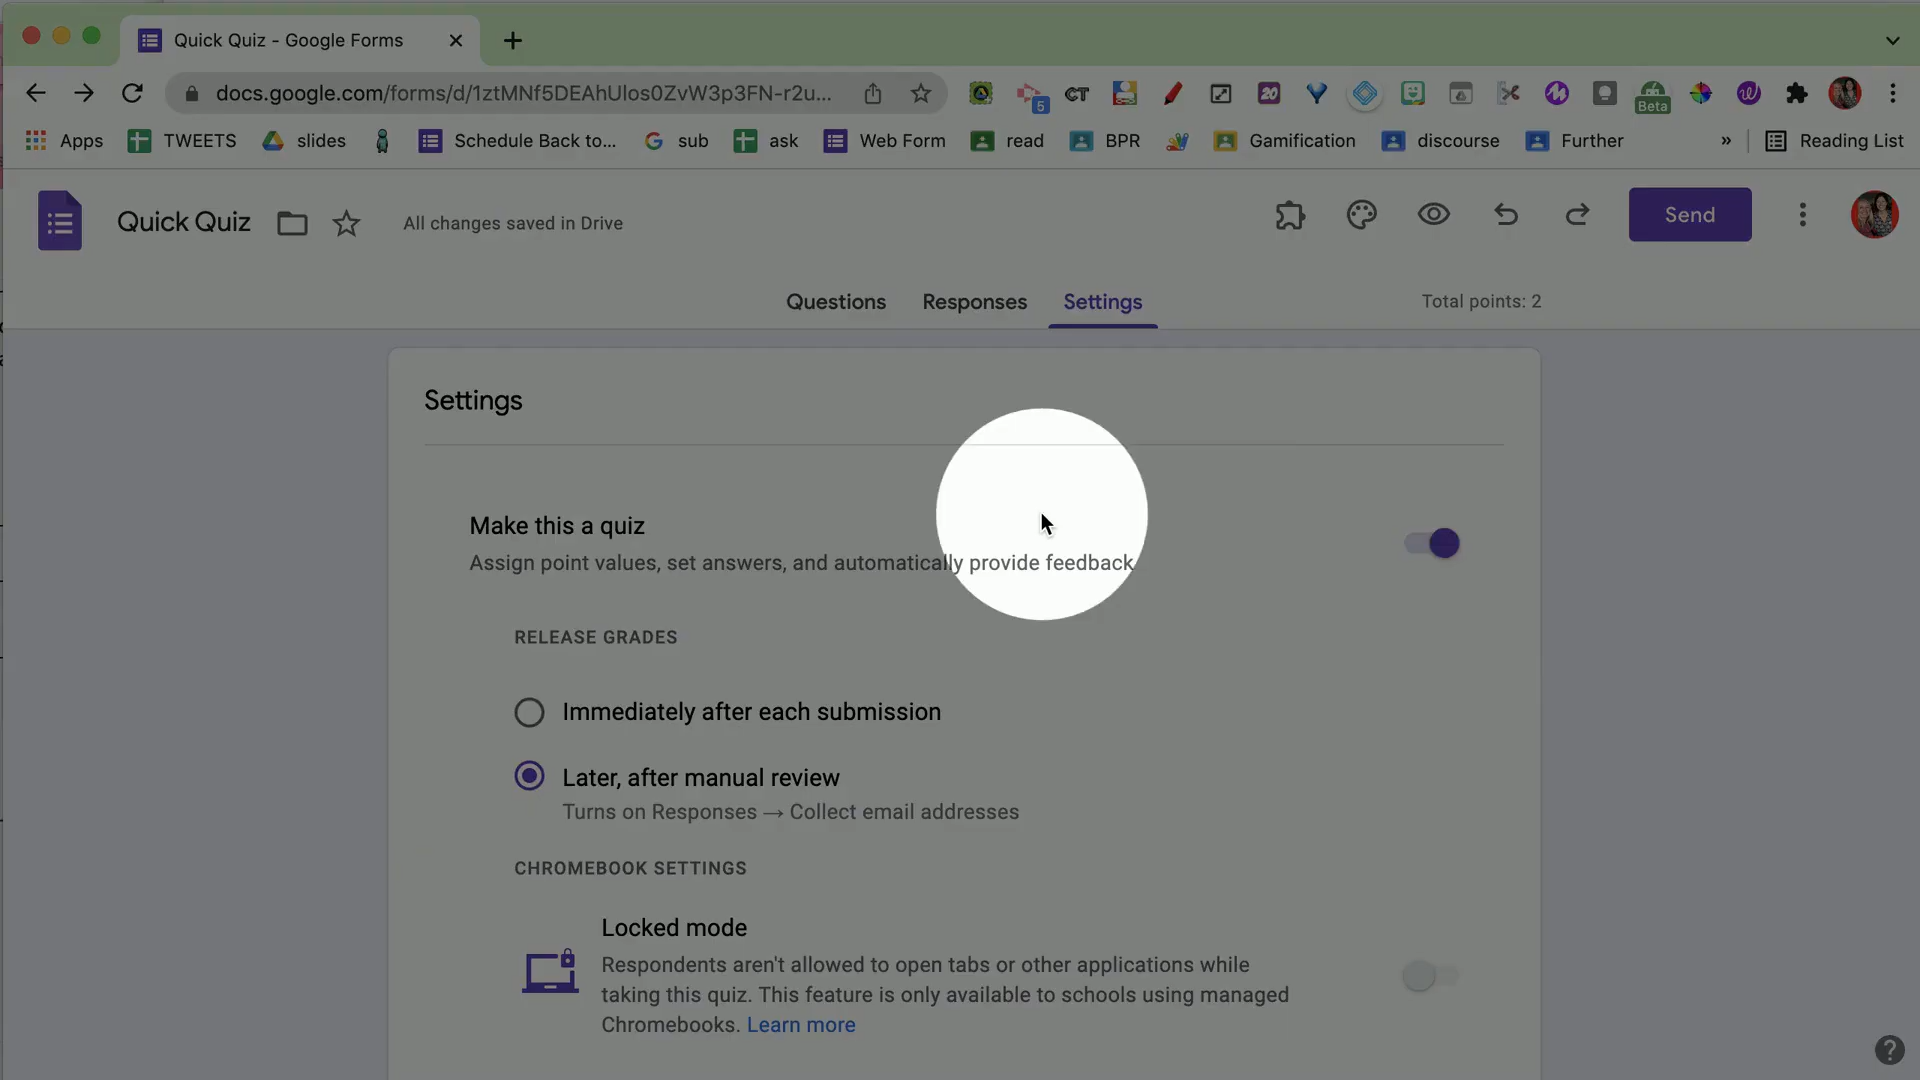 Quick Quiz - Google Forms
docs.google.com/forms/d/1ztMNf5DEAhUlos0ZvW3p3FN-r2u...
5
CT
20
Beta
Apps
TWEETS
slides
Schedule Back to...
sub
ask
Web Form
read
BPR
Gamification
discourse
Further
»
Reading List
Quick Quiz
All changes saved in Drive
Send
Questions
Responses
Settings
Total points: 2
Settings
Make this a quiz
Assign point values, set answers, and automatically provide feedback.
RELEASE GRADES
Immediately after each submission
Later, after manual review
Turns on Responses → Collect email addresses
CHROMEBOOK SETTINGS
Locked mode
Respondents aren't allowed to open tabs or other applications while
taking this quiz. This feature is only available to schools using managed
Chromebooks. Learn more